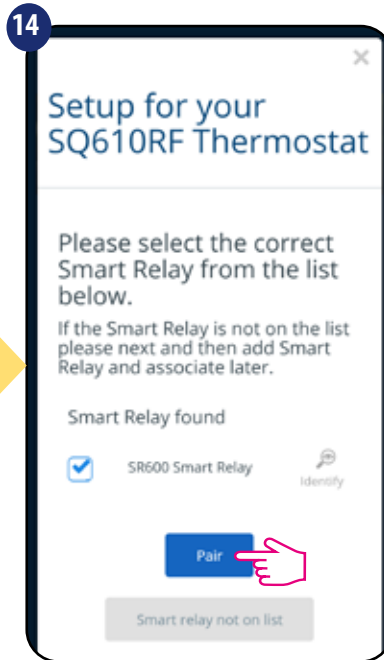 14
Setup for your
SQ610RF Thermostat
Please select the correct
Smart Relay from the list
below.
If the Smart Relay is not on the list
please next and then add Smart
Relay and associate later.
Smart Relay found
SR600 Smart Relay
Identify
Pair
Smart relay not on list